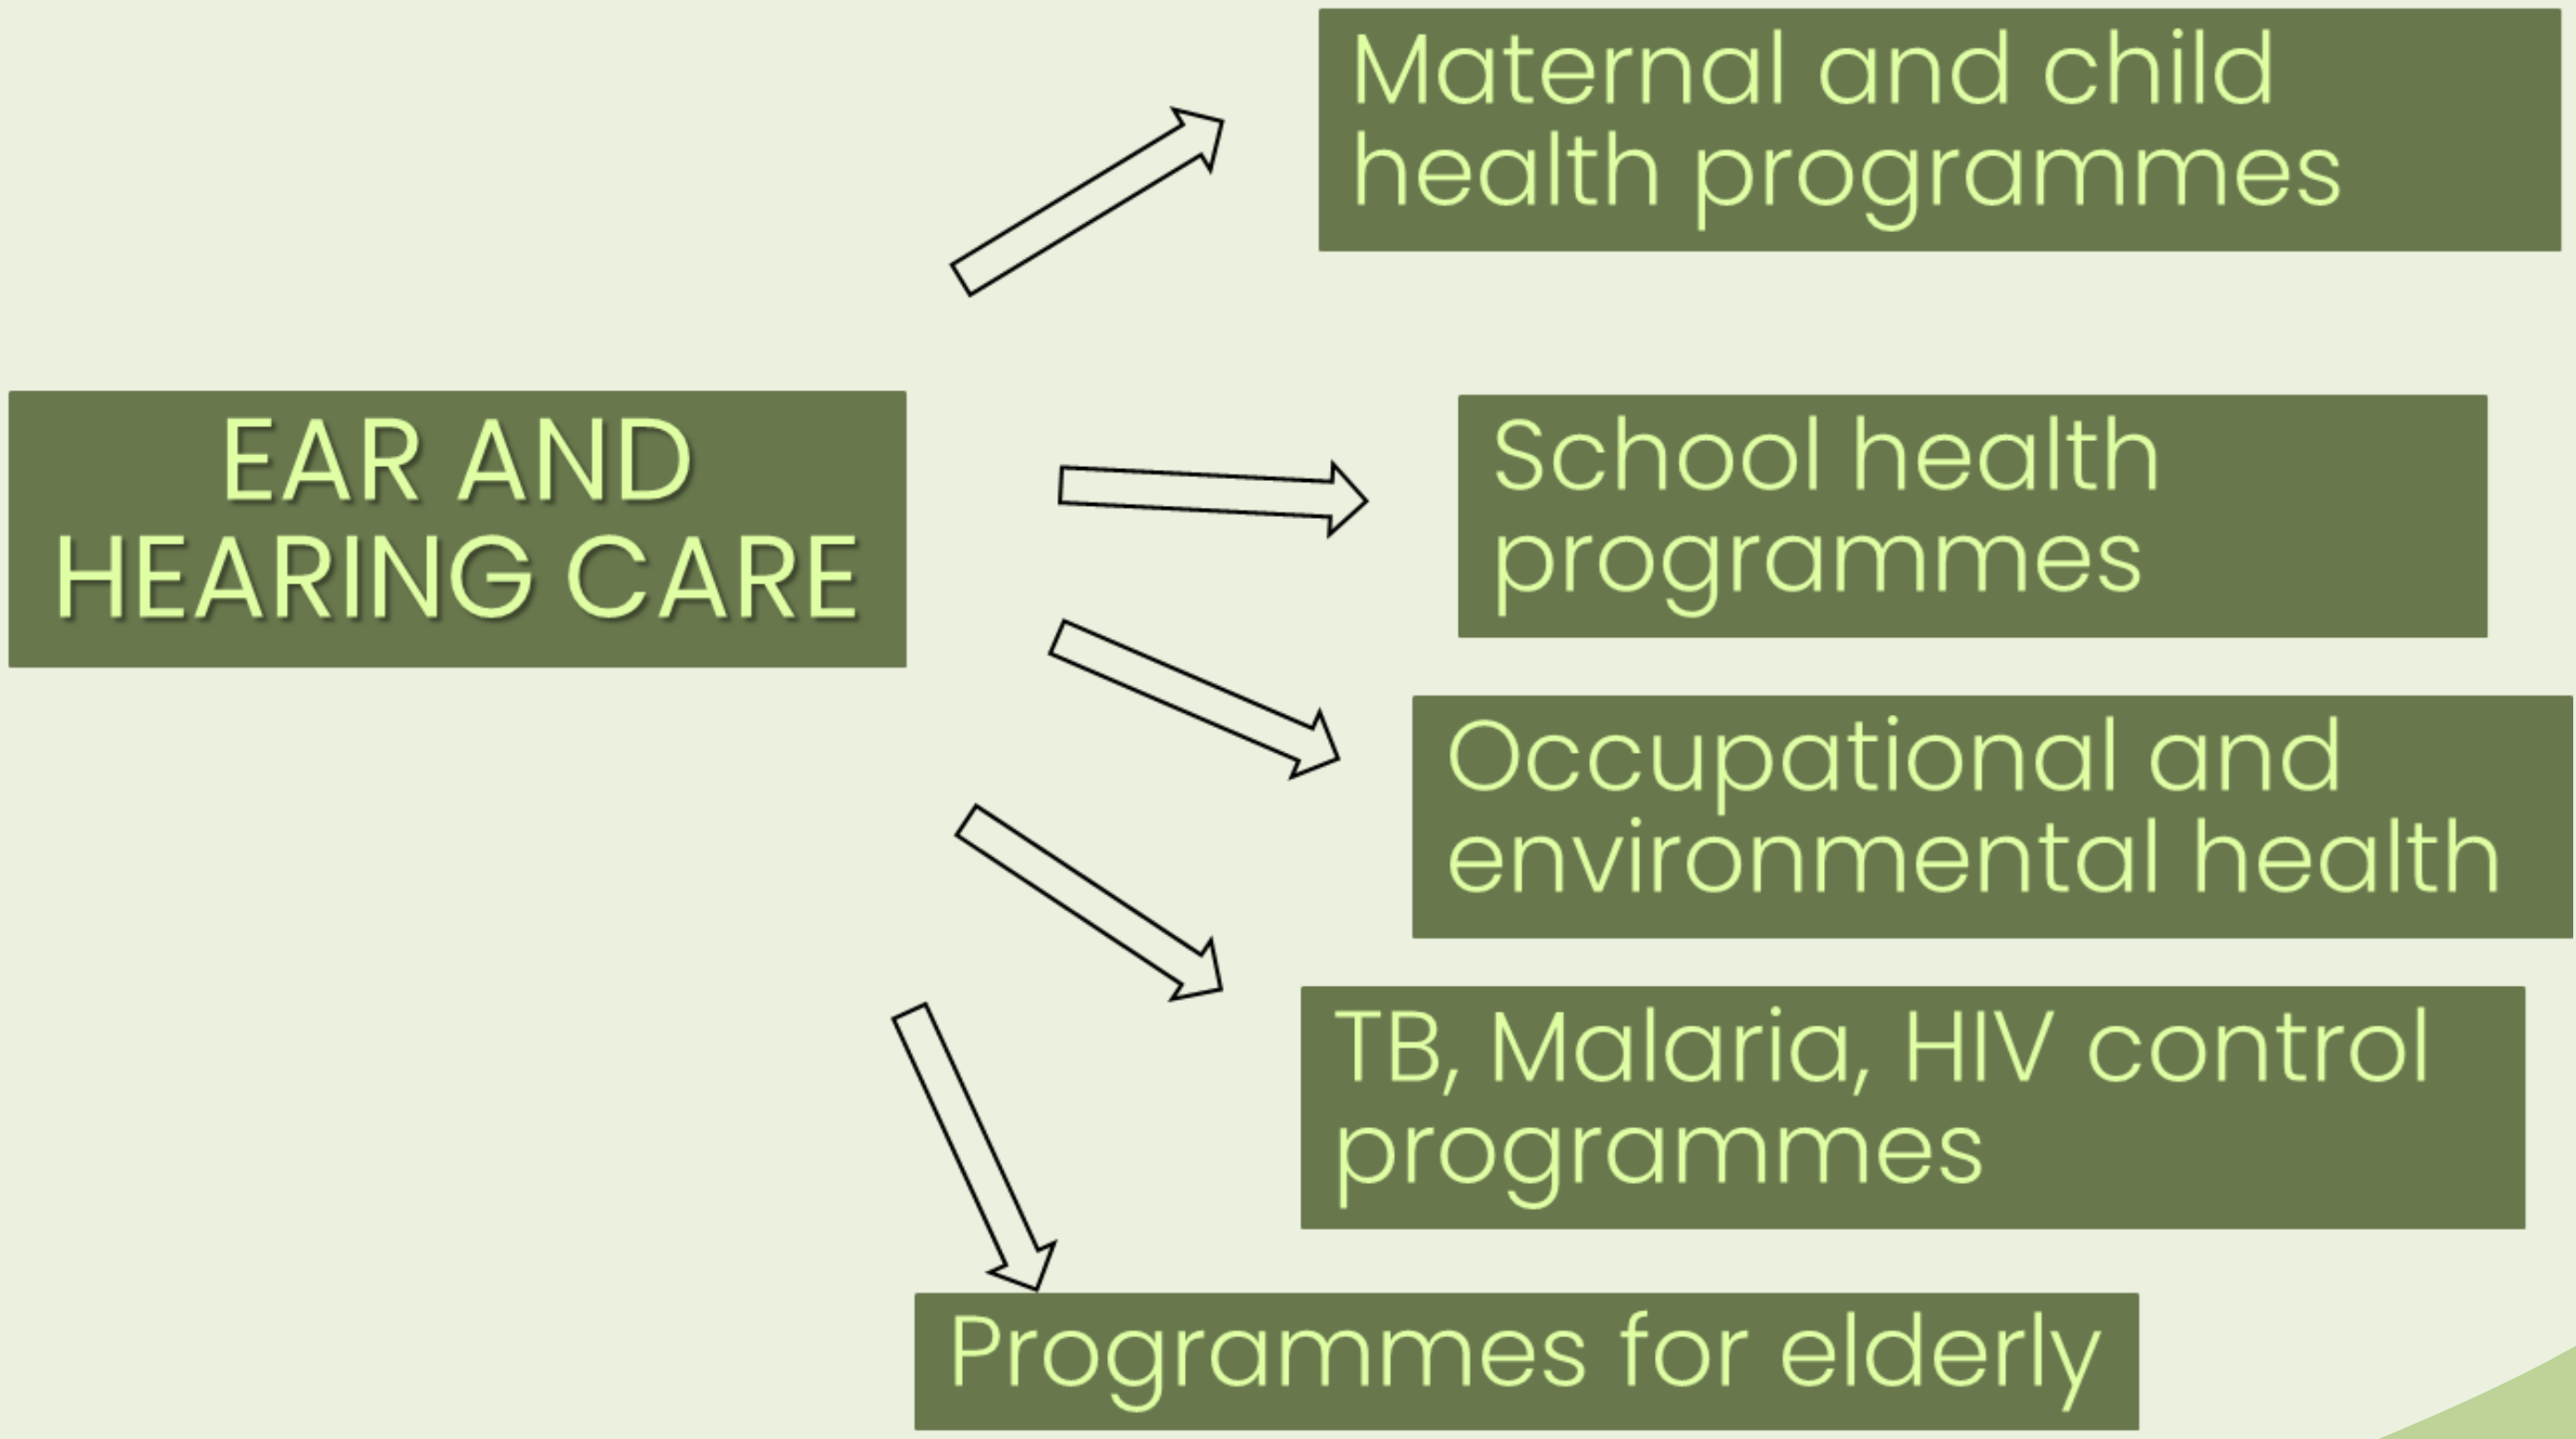 Maternal and child
health programmes
EAR AND
HEARING CARE
School health
programmes
Occupational and
environmental health
TB, Malaria, HIV control
programmes
Programmes for elderly